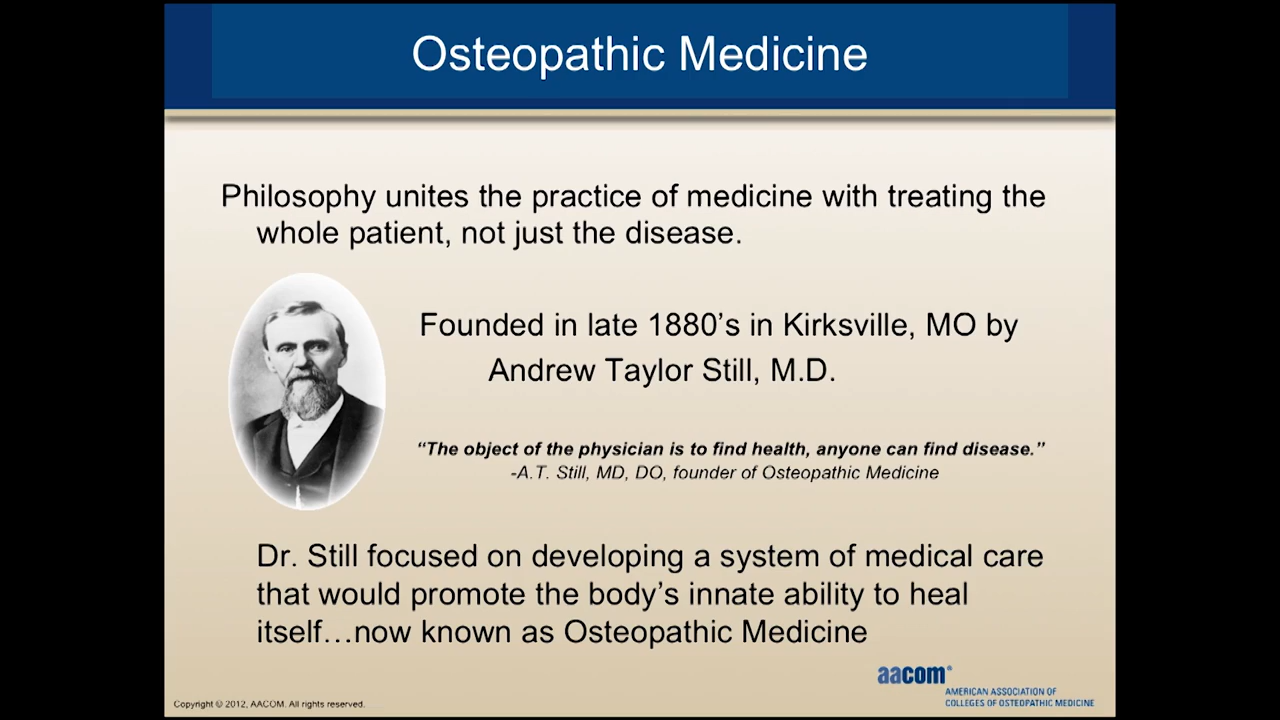 Osteopathic Medicine
Philosophy unites the practice of medicine with treating the
whole patient, not just the disease.
Founded in late 1880’s in Kirksville, MO by
Andrew Taylor Still, M.D.
“The object of the physician is to find health, anyone can find disease.”
-A.T. Still, MD, DO, founder of Osteopathic Medicine
Dr. Still focused on developing a system of medical care
that would promote the body’s innate ability to heal
itself…now known as Osteopathic Medicine
aacom®
AMERICAN ASSOCIATION OF
COLLEGES OF OSTEOPATHIC MEDICINE
Copyright © 2012, AACOM. All rights reserved.